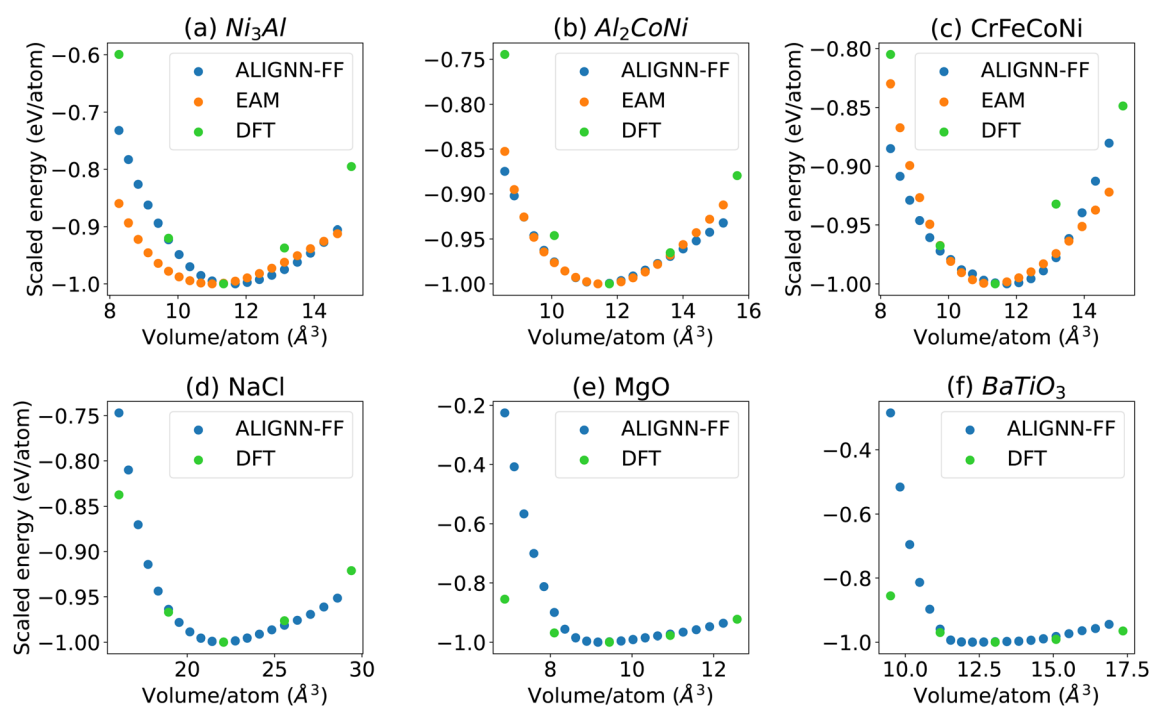 (a) Ni₃Al
(b) Al₂CoNi
(c) CrFeCoNi
Scaled energy (eV/atom)
−0.6
−0.7
−0.8
−0.9
−1.0
ALIGNN-FF
EAM
DFT
8
10
12
14
Volume/atom (Å³)
−0.75
−0.80
−0.85
−0.90
−0.95
−1.00
ALIGNN-FF
EAM
DFT
10
12
14
16
Volume/atom (Å³)
−0.80
−0.85
−0.90
−0.95
−1.00
ALIGNN-FF
EAM
DFT
8
10
12
14
Volume/atom (Å³)
Scaled energy (eV/atom)
(d) NaCl
(e) MgO
(f) BaTiO₃
Scaled energy (eV/atom)
−0.75
−0.80
−0.85
−0.90
−0.95
−1.00
ALIGNN-FF
DFT
20
25
30
Volume/atom (Å³)
−0.2
−0.4
−0.6
−0.8
−1.0
ALIGNN-FF
DFT
8
10
12
Volume/atom (Å³)
−0.4
−0.6
−0.8
−1.0
ALIGNN-FF
DFT
10.0
12.5
15.0
17.5
Volume/atom (Å³)